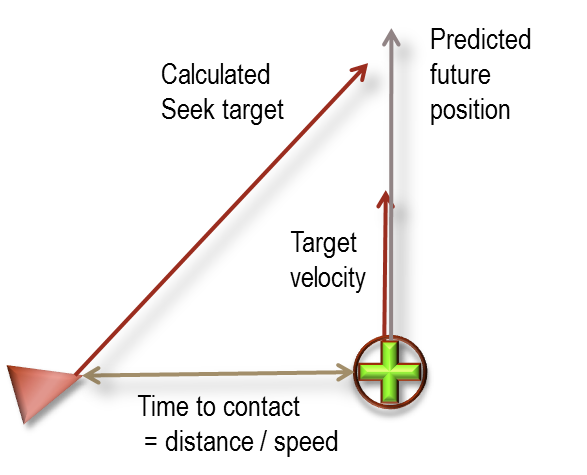 Calculated
Seek target
Predicted
future
position
Target
velocity
Time to contact
= distance / speed